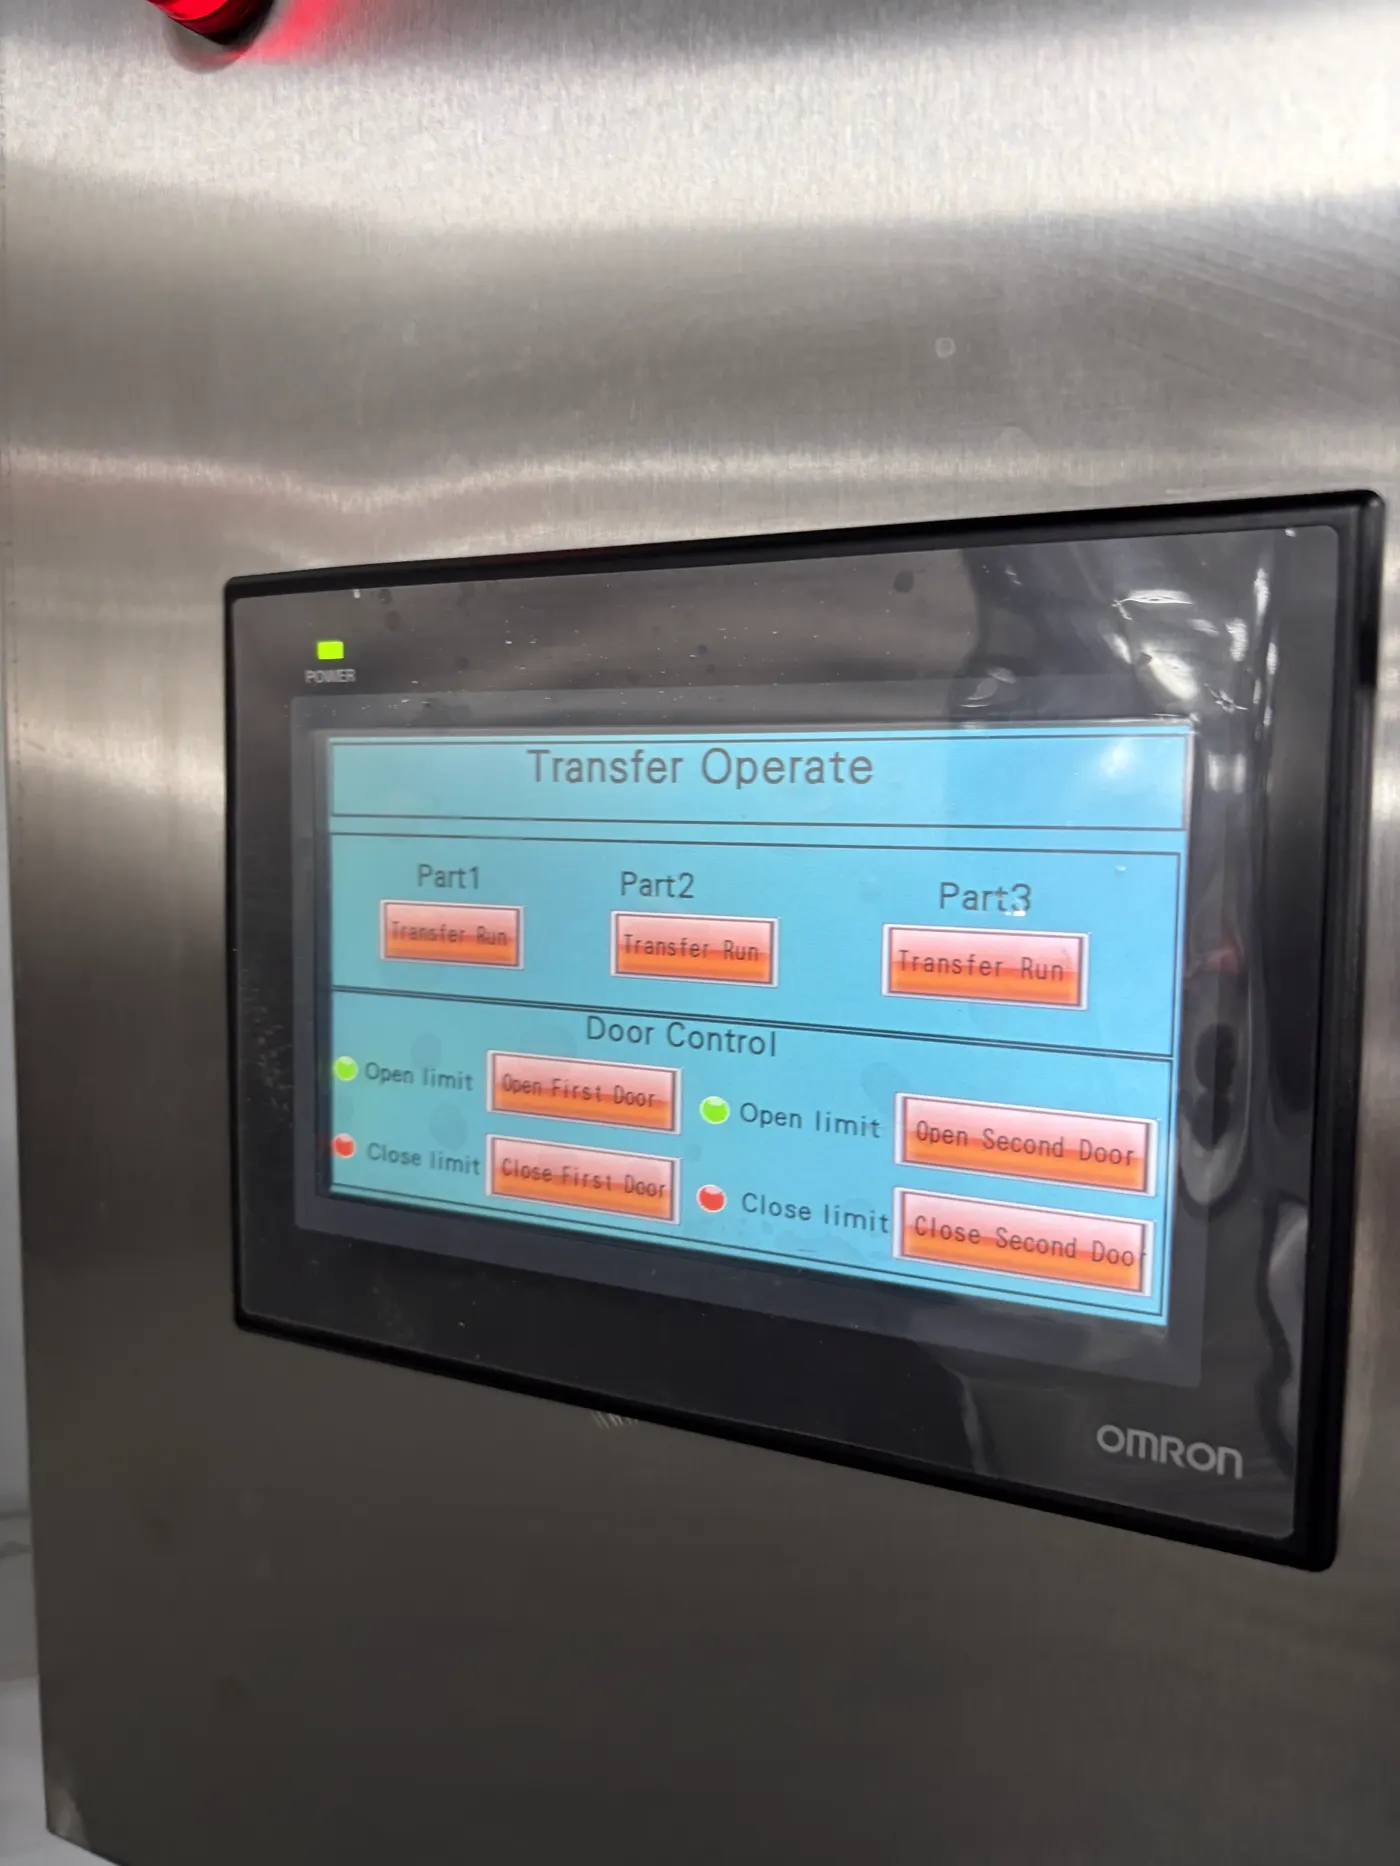 POWER
Transfer Operate
Part1 Part2 Part3
Transfer Run Transfer Run Transfer Run
Door Control
Open limit Open First Door Open limit Open Second Door
Close limit Close First Door Close limit Close Second Doo
OMRON